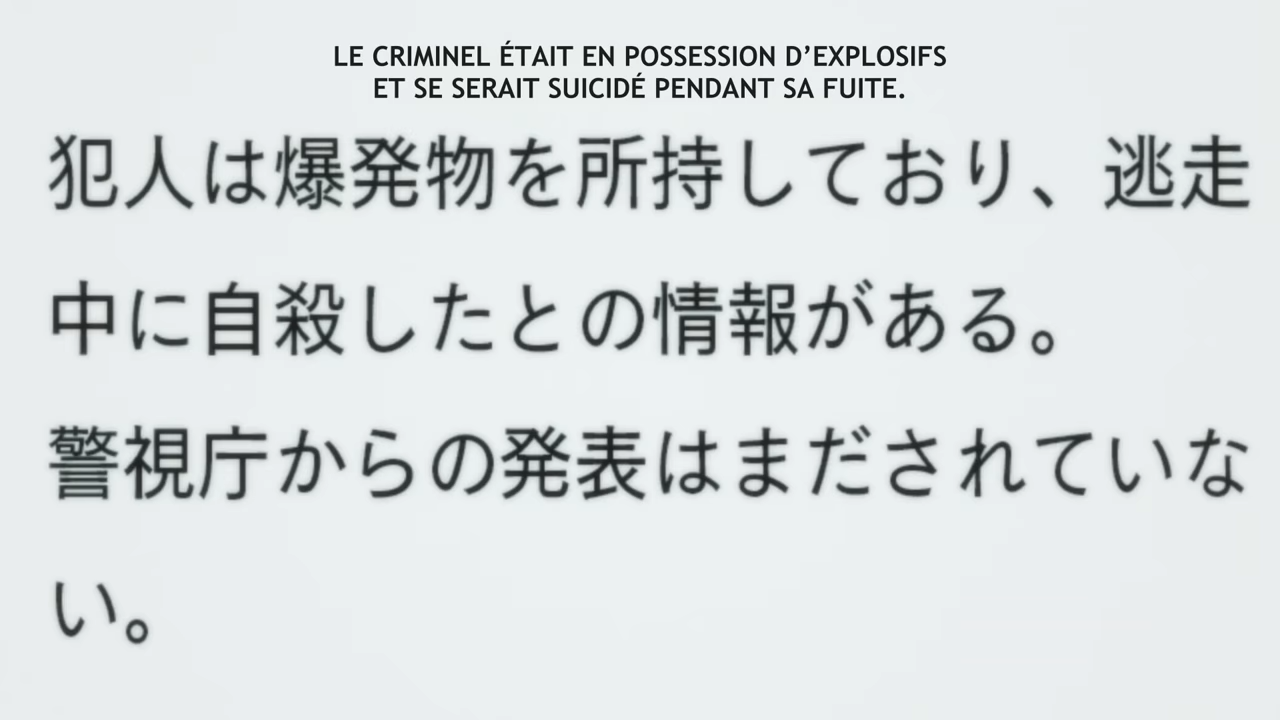 LE CRIMINEL ÉTAIT EN POSSESSION D’EXPLOSIFS
ET SE SERAIT SUICIDÉ PENDANT SA FUITE.
犯人は爆発物を所持しており、逃走
中に自殺したとの情報がある。
警視庁からの発表はまだされていな
い。